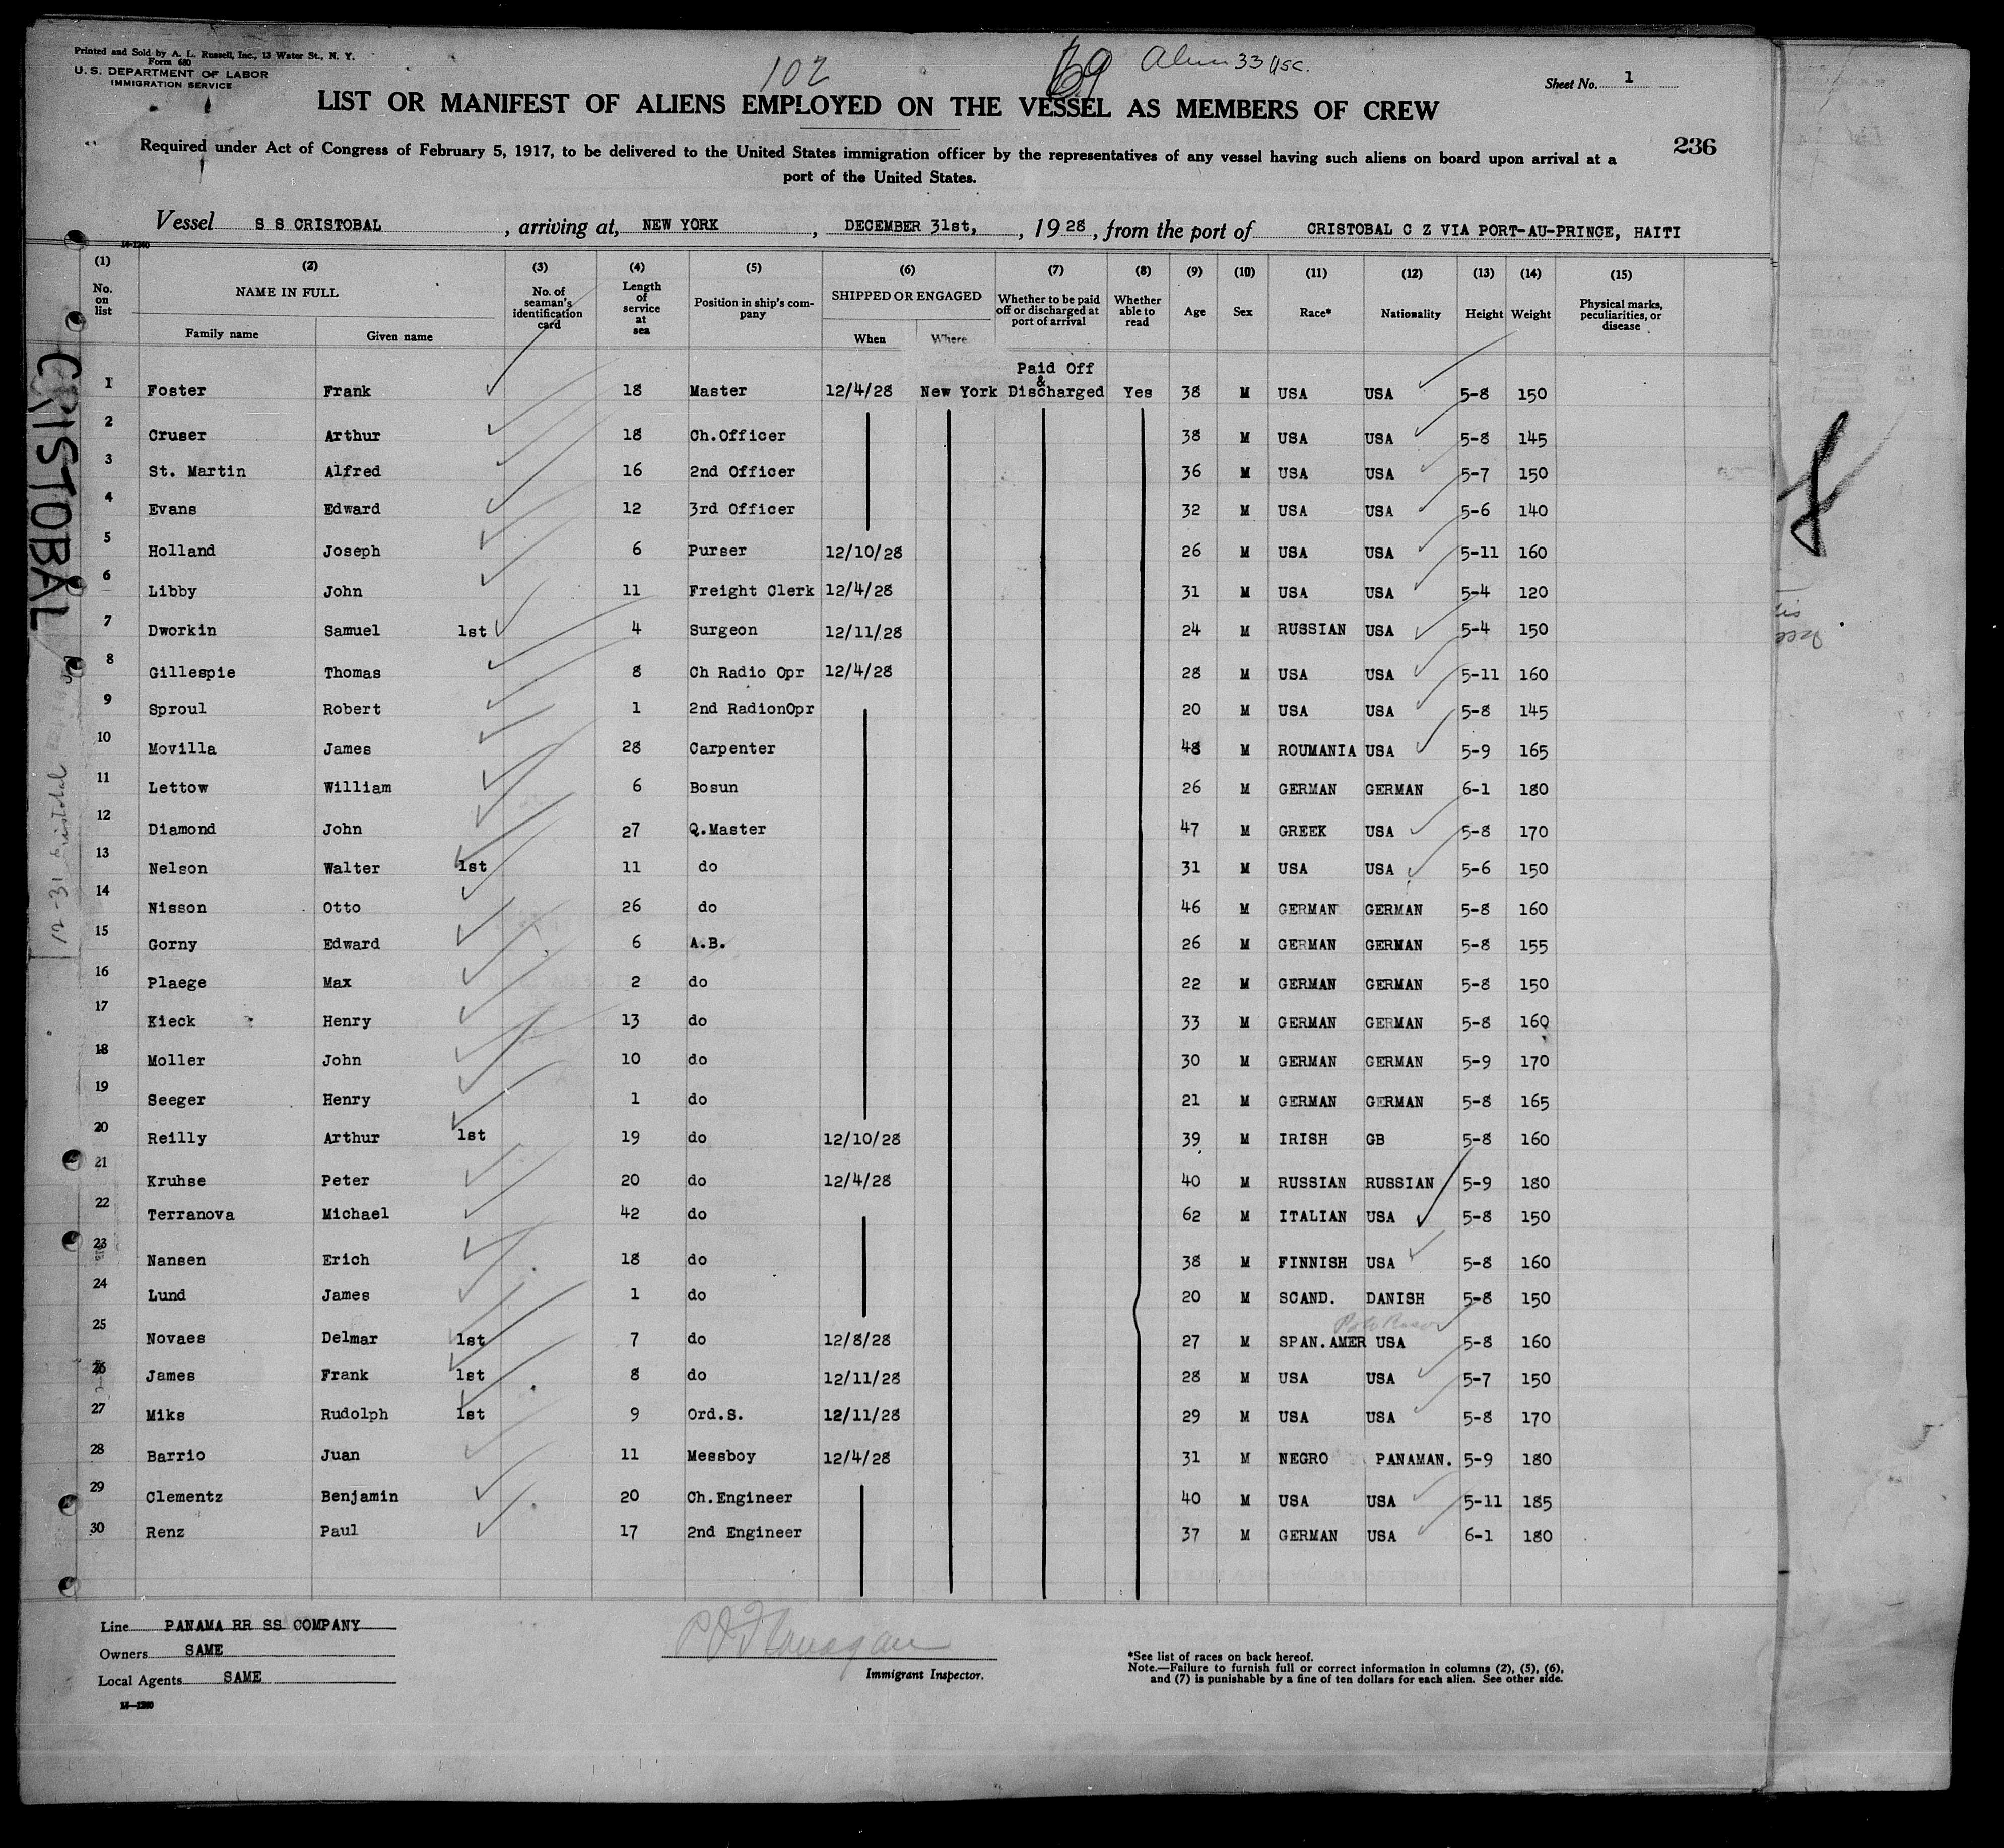 Printed and Sold by A. L. Russell, Inc., 13 Water St., N. Y.
Form 680
U. S. DEPARTMENT OF LABOR
IMMIGRATION SERVICE
102
69 Alien 33 USC.
Sheet No. 1
LIST OR MANIFEST OF ALIENS EMPLOYED ON THE VESSEL AS MEMBERS OF CREW
236
Required under Act of Congress of February 5, 1917, to be delivered to the United States immigration officer by the representatives of any vessel having such aliens on board upon arrival at a
port of the United States.
Vessel S S CRISTOBAL, arriving at, NEW YORK, DECEMBER 31st,, 1928, from the port of CRISTOBAL C Z VIA PORT-AU-PRINCE, HAITI
14-1240
(1) (2) (3) (4) (5) (6) (7) (8) (9) (10) (11) (12) (13) (14) (15)
No. on list NAME IN FULL Family name Given name No. of seaman's identification card Length of service at sea Position in ship's company SHIPPED OR ENGAGED When Where Whether to be paid off or discharged at port of arrival Whether able to read Age Sex Race* Nationality Height Weight Physical marks, peculiarities, or disease
1 Foster Frank 18 Master 12/4/28 New York Paid Off & Discharged Yes 38 M USA USA 5-8 150
2 Cruser Arthur 18 Ch.Officer 38 M USA USA 5-8 145
3 St. Martin Alfred 16 2nd Officer 36 M USA USA 5-7 150
4 Evans Edward 12 3rd Officer 32 M USA USA 5-6 140
5 Holland Joseph 6 Purser 12/10/28 26 M USA USA 5-11 160
6 Libby John 11 Freight Clerk 12/4/28 31 M USA USA 5-4 120
7 Dworkin Samuel 1st 4 Surgeon 12/11/28 24 M RUSSIAN USA 5-4 150
8 Gillespie Thomas 8 Ch Radio Opr 12/4/28 28 M USA USA 5-11 160
9 Sproul Robert 1 2nd RadionOpr 20 M USA USA 5-8 145
10 Movilla James 28 Carpenter 48 M ROUMANIA USA 5-9 165
11 Lettow William 6 Bosun 26 M GERMAN GERMAN 6-1 180
12 Diamond John 27 Q.Master 47 M GREEK USA 5-8 170
13 Nelson Walter 1st 11 do 31 M USA USA 5-6 150
14 Nisson Otto 26 do 46 M GERMAN GERMAN 5-8 160
15 Gorny Edward 6 A.B. 26 M GERMAN GERMAN 5-8 155
16 Plaege Max 2 do 22 M GERMAN GERMAN 5-8 150
17 Kieck Henry 13 do 33 M GERMAN GERMAN 5-8 160
18 Moller John 10 do 30 M GERMAN GERMAN 5-9 170
19 Seeger Henry 1 do 21 M GERMAN GERMAN 5-8 165
20 Reilly Arthur 1st 19 do 12/10/28 39 M IRISH GB 5-8 160
21 Kruhse Peter 20 do 12/4/28 40 M RUSSIAN RUSSIAN 5-9 180
22 Terranova Michael 42 do 62 M ITALIAN USA 5-8 150
23 Nansen Erich 18 do 38 M FINNISH USA 5-8 160
24 Lund James 1 do 20 M SCAND. DANISH 5-8 150
25 Novaes Delmar 1st 7 do 12/8/28 27 M SPAN.AMER USA 5-8 160
26 James Frank 1st 8 do 12/11/28 28 M USA USA 5-7 150
27 Miks Rudolph 1st 9 Ord.S. 12/11/28 29 M USA USA 5-8 170
28 Barrio Juan 11 Messboy 12/4/28 31 M NEGRO PANAMAN. 5-9 180
29 Clementz Benjamin 20 Ch.Engineer 40 M USA USA 5-11 185
30 Renz Paul 17 2nd Engineer 37 M GERMAN USA 6-1 180
CRISTOBAL
Line PANAMA RR SS COMPANY
Owners SAME
Local Agents SAME
14-1240
Immigrant Inspector.
*See list of races on back hereof.
Note.—Failure to furnish full or correct information in columns (2), (5), (6),
and (7) is punishable by a fine of ten dollars for each alien. See other side.